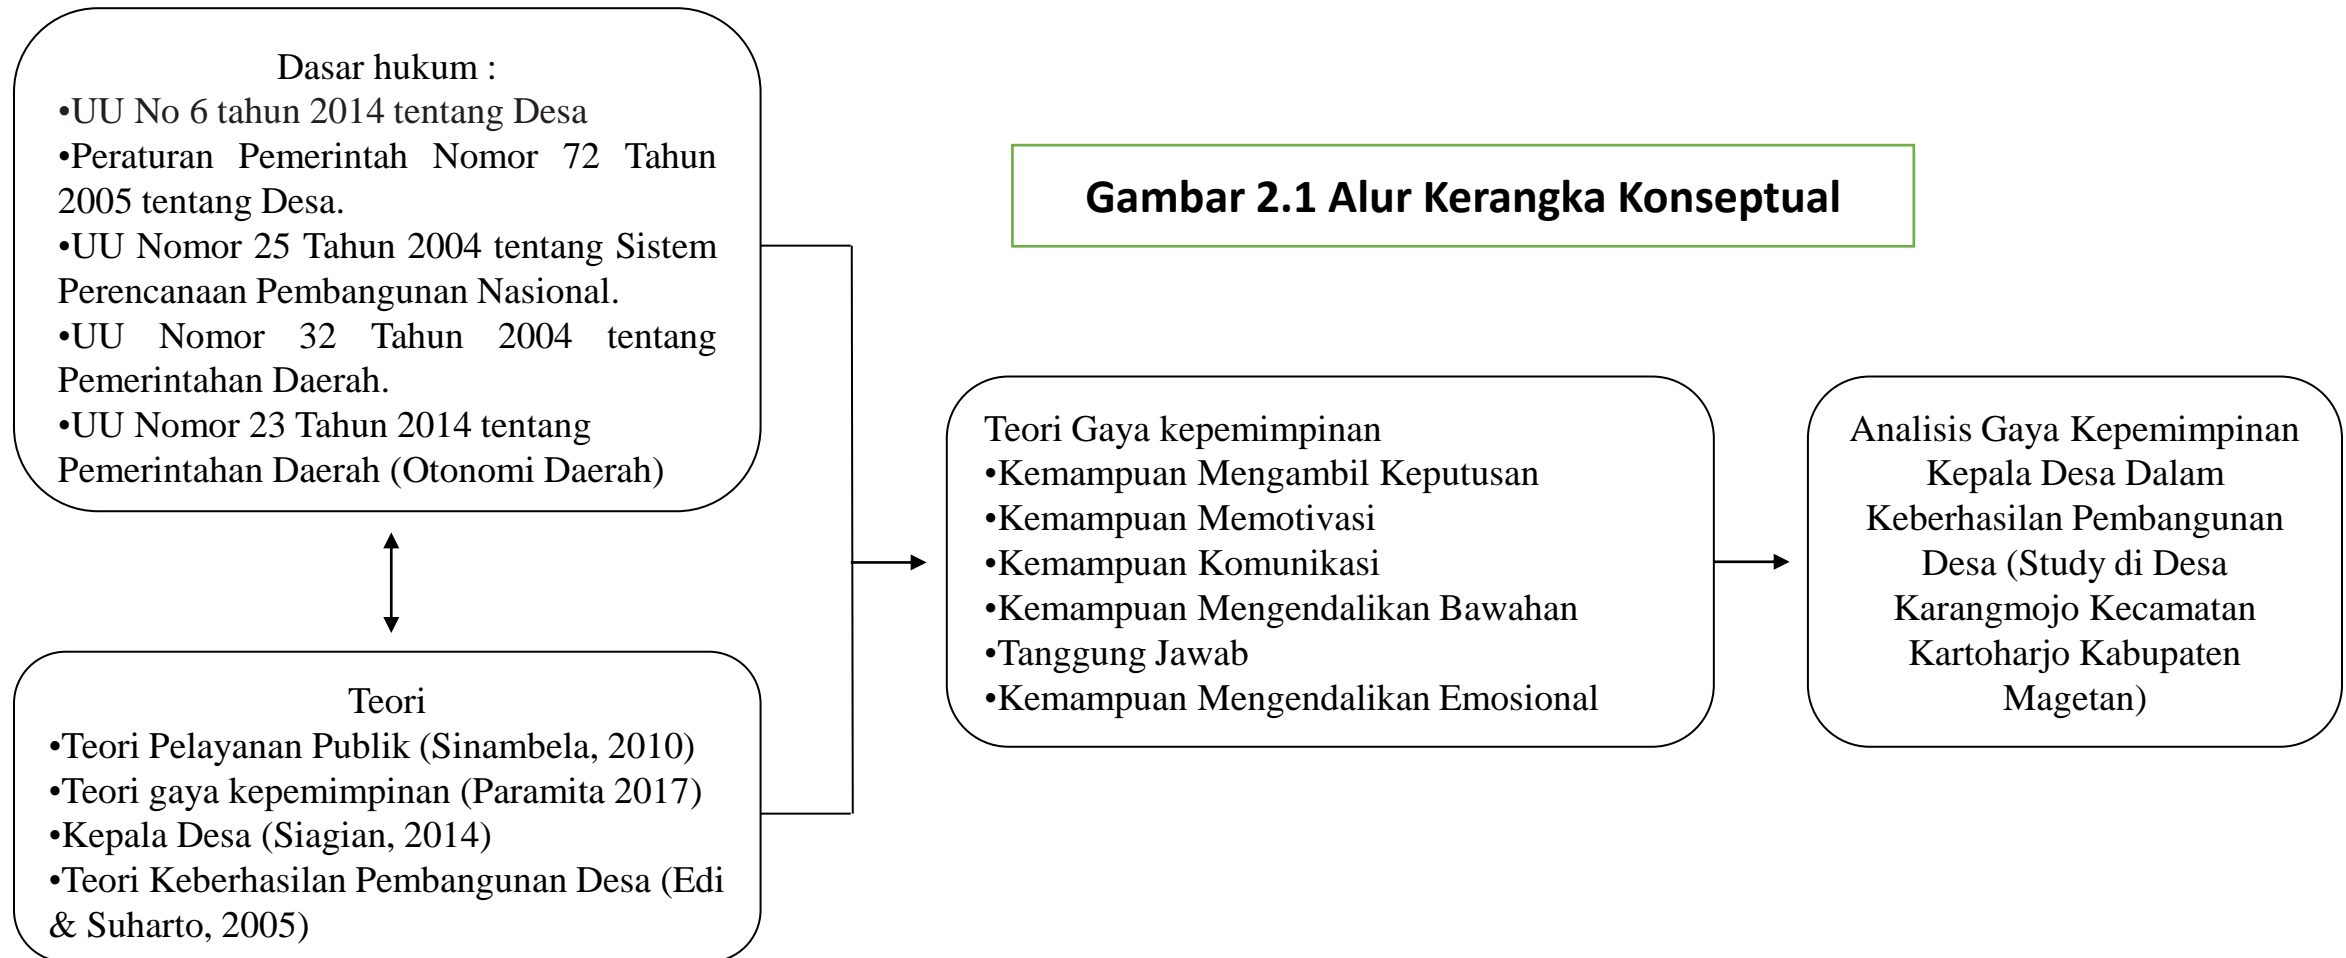 Dasar hukum :
•UU No 6 tahun 2014 tentang Desa
•Peraturan Pemerintah Nomor 72 Tahun
2005 tentang Desa.
•UU Nomor 25 Tahun 2004 tentang Sistem
Perencanaan Pembangunan Nasional.
•UU Nomor 32 Tahun 2004 tentang
Pemerintahan Daerah.
•UU Nomor 23 Tahun 2014 tentang
Pemerintahan Daerah (Otonomi Daerah)
Teori
•Teori Pelayanan Publik (Sinambela, 2010)
•Teori gaya kepemimpinan (Paramita 2017)
•Kepala Desa (Siagian, 2014)
•Teori Keberhasilan Pembangunan Desa (Edi
& Suharto, 2005)
Gambar 2.1 Alur Kerangka Konseptual
Teori Gaya kepemimpinan
•Kemampuan Mengambil Keputusan
•Kemampuan Memotivasi
•Kemampuan Komunikasi
•Kemampuan Mengendalikan Bawahan
•Tanggung Jawab
•Kemampuan Mengendalikan Emosional
Analisis Gaya Kepemimpinan
Kepala Desa Dalam
Keberhasilan Pembangunan
Desa (Study di Desa
Karangmojo Kecamatan
Kartoharjo Kabupaten
Magetan)